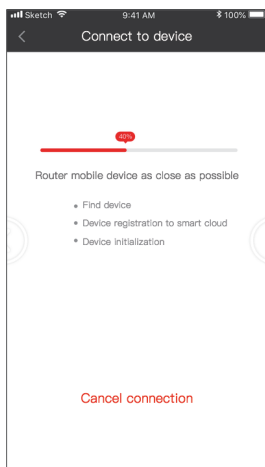 Sketch 9:41 AM 100%
Connect to device
40%
Router mobile device as close as possible
Find device
Device registration to smart cloud
Device initialization
Cancel connection